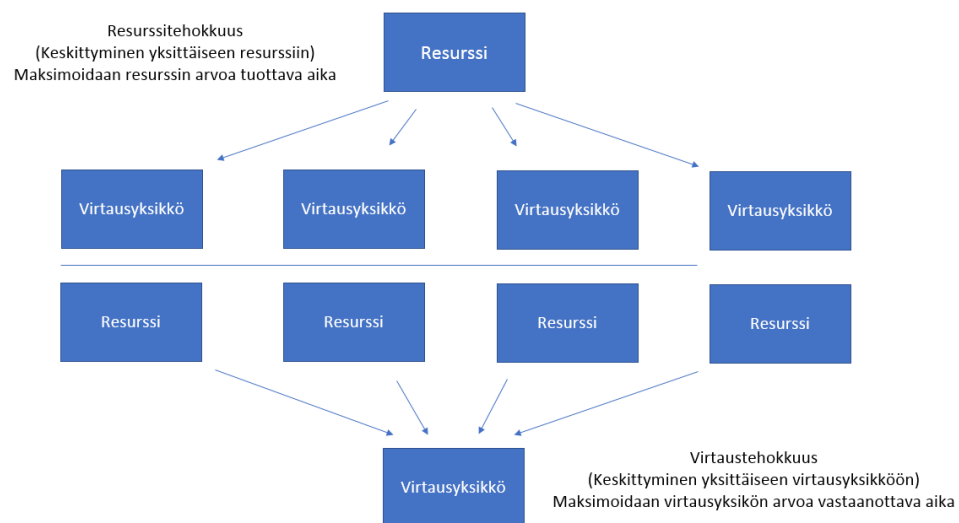 Resurssitehokkuus
(Keskittyminen yksittäiseen resurssiin)
Maksimoidaan resurssin arvoa tuottava aika
Resurssi
Virtausyksikkö
Virtausyksikkö
Virtausyksikkö
Virtausyksikkö
Resurssi
Resurssi
Resurssi
Resurssi
Virtausyksikkö
Virtaustehokkuus
(Keskittyminen yksittäiseen virtausyksikköön)
Maksimoidaan virtausyksikön arvoa vastaanottava aika